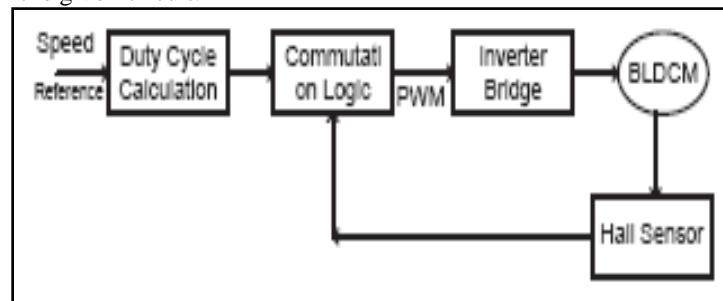 Speed
Reference
Duty Cycle
Calculation
Commutati
on Logic
PWM
Inverter
Bridge
BLDCM
Hall Sensor